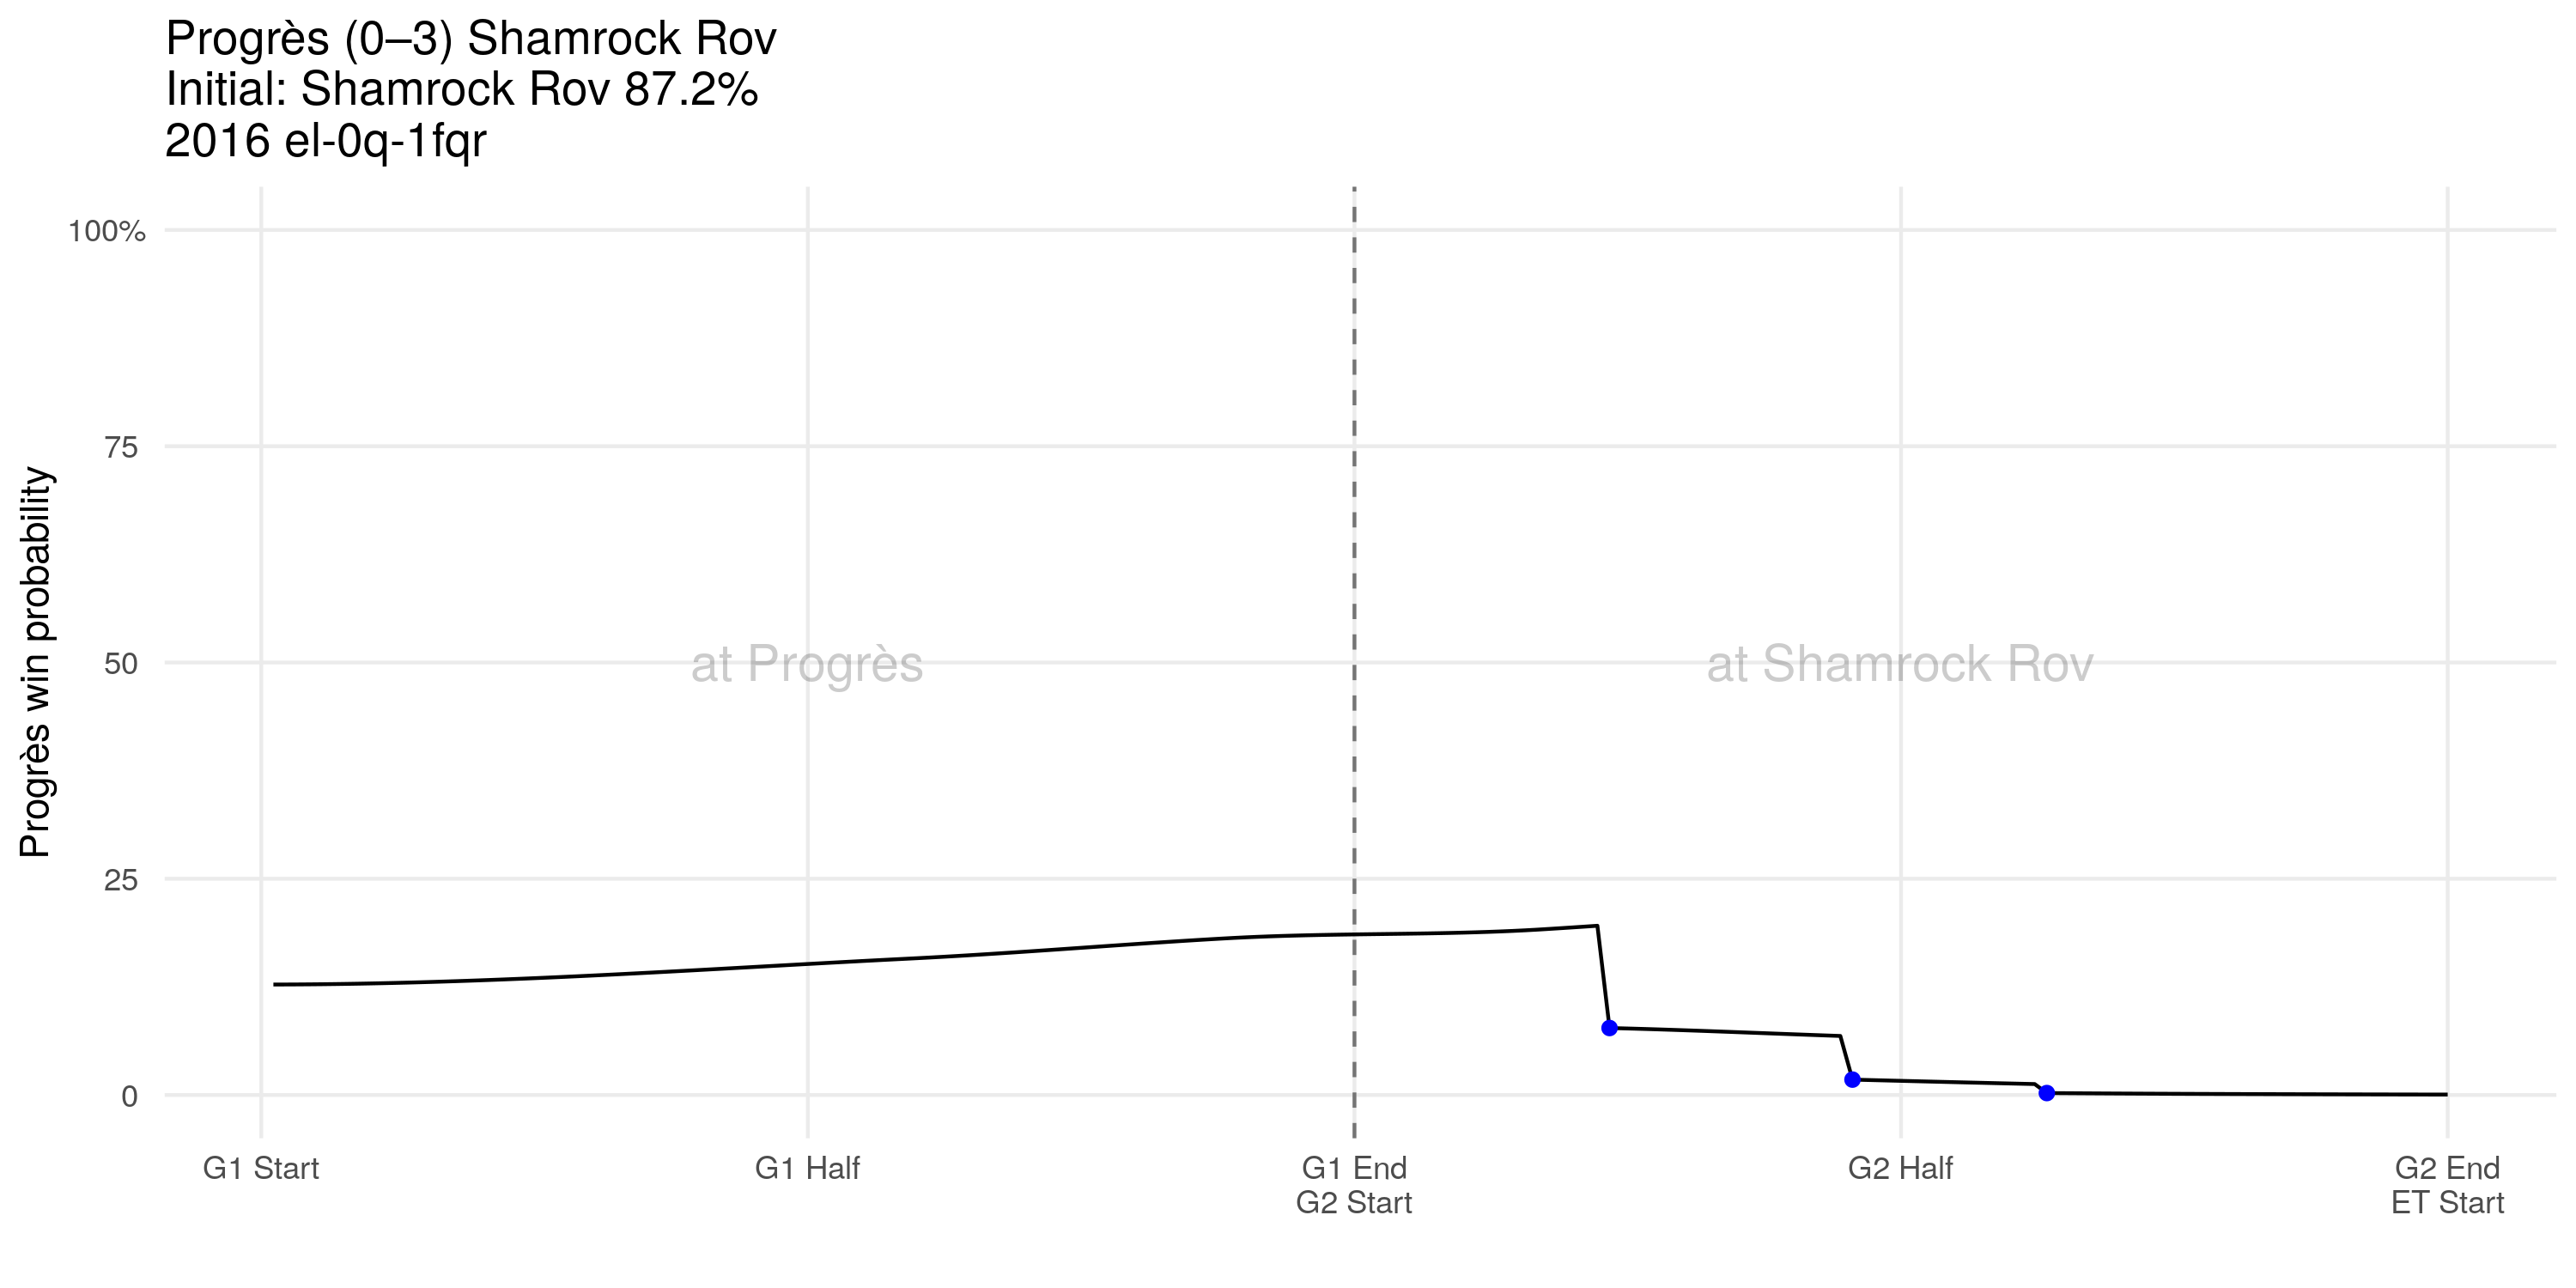 Progrès (0–3) Shamrock Rov
Initial: Shamrock Rov 87.2%
2016 el-0q-1fqr
Progrès win probability
100%
75
50
25
0
at Progrès
at Shamrock Rov
G1 Start
G1 Half
G1 End
G2 Start
G2 Half
G2 End
ET Start